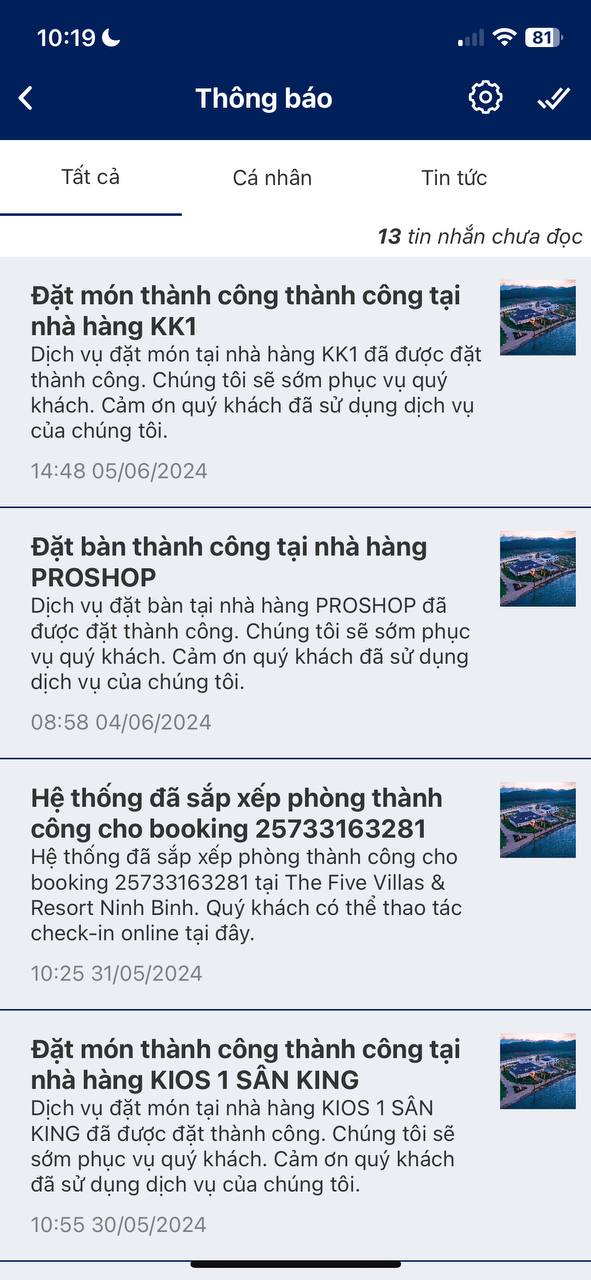 10:19
81
Thông báo
Tất cả
Cá nhân
Tin tức
13 tin nhắn chưa đọc
Đặt món thành công thành công tại
nhà hàng KK1
Dịch vụ đặt món tại nhà hàng KK1 đã được đặt
thành công. Chúng tôi sẽ sớm phục vụ quý
khách. Cảm ơn quý khách đã sử dụng dịch vụ
của chúng tôi.
14:48 05/06/2024
Đặt bàn thành công tại nhà hàng
PROSHOP
Dịch vụ đặt bàn tại nhà hàng PROSHOP đã
được đặt thành công. Chúng tôi sẽ sớm phục
vụ quý khách. Cảm ơn quý khách đã sử dụng
dịch vụ của chúng tôi.
08:58 04/06/2024
Hệ thống đã sắp xếp phòng thành
công cho booking 25733163281
Hệ thống đã sắp xếp phòng thành công cho
booking 25733163281 tại The Five Villas &
Resort Ninh Binh. Quý khách có thể thao tác
check-in online tại đây.
10:25 31/05/2024
Đặt món thành công thành công tại
nhà hàng KIOS 1 SÂN KING
Dịch vụ đặt món tại nhà hàng KIOS 1 SÂN
KING đã được đặt thành công. Chúng tôi sẽ
sớm phục vụ quý khách. Cảm ơn quý khách
đã sử dụng dịch vụ của chúng tôi.
10:55 30/05/2024